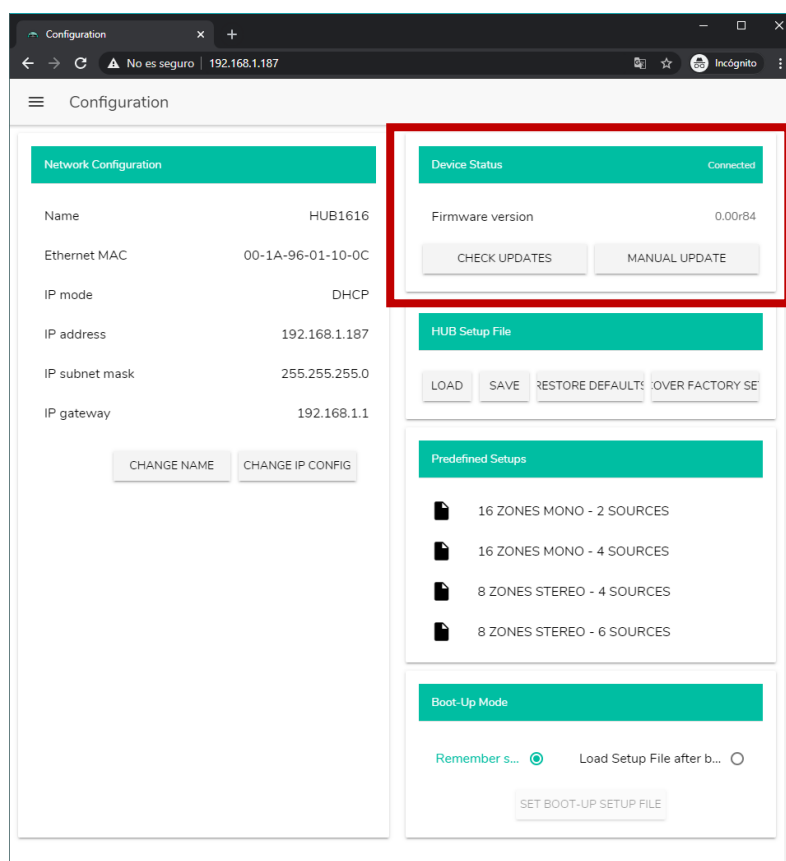 Configuration
No es seguro | 192.168.1.187
Incógnito
Configuration
Network Configuration
Name HUB1616
Ethernet MAC 00-1A-96-01-10-0C
IP mode DHCP
IP address 192.168.1.187
IP subnet mask 255.255.255.0
IP gateway 192.168.1.1
CHANGE NAME CHANGE IP CONFIG
Device Status Connected
Firmware version 0.00r84
CHECK UPDATES MANUAL UPDATE
HUB Setup File
LOAD SAVE RESTORE DEFAULTS COVER FACTORY SE
Predefined Setups
16 ZONES MONO - 2 SOURCES
16 ZONES MONO - 4 SOURCES
8 ZONES STEREO - 4 SOURCES
8 ZONES STEREO - 6 SOURCES
Boot-Up Mode
Remember s... Load Setup File after b...
SET BOOT-UP SETUP FILE